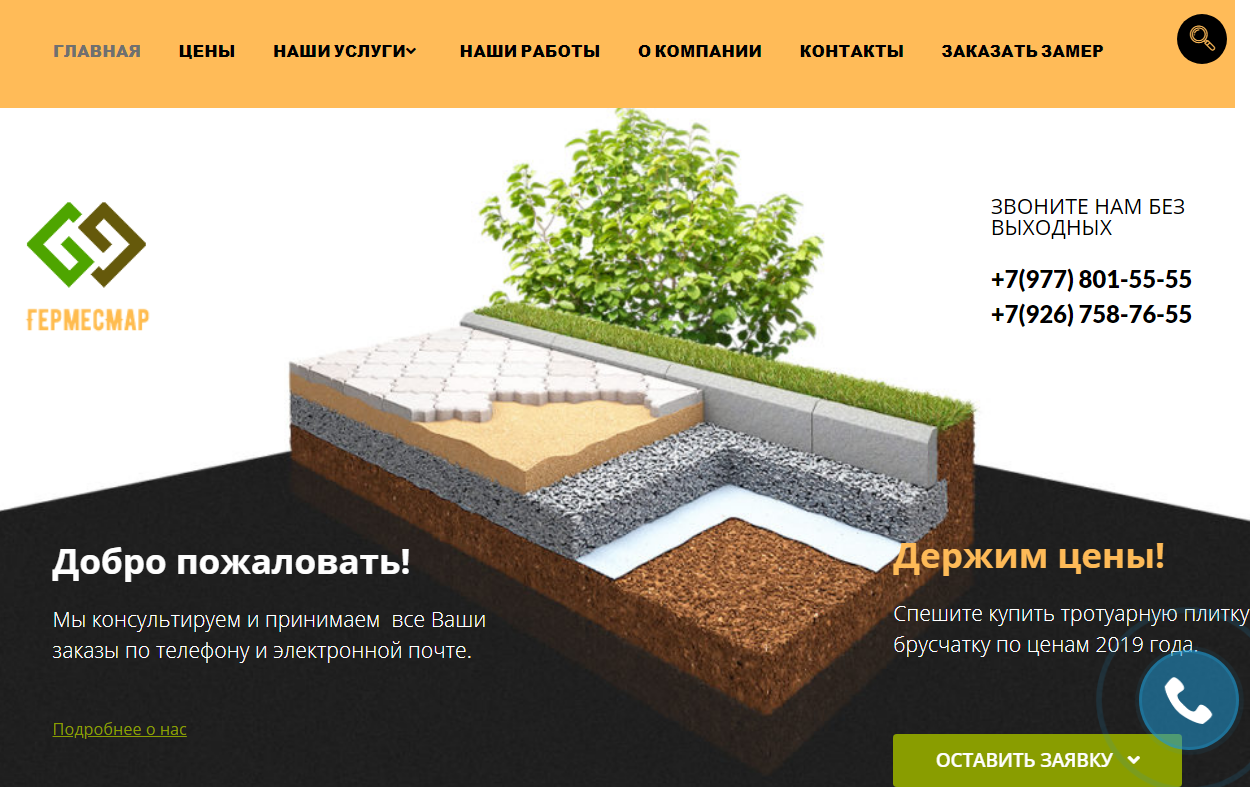 ГЛАВНАЯ ЦЕНЫ НАШИ УСЛУГИ НАШИ РАБОТЫ О КОМПАНИИ КОНТАКТЫ ЗАКАЗАТЬ ЗАМЕР
ГЕРМЕСМАР
ЗВОНИТЕ НАМ БЕЗ
ВЫХОДНЫХ
+7(977) 801-55-55
+7(926) 758-76-55
Добро пожаловать!
Мы консультируем и принимаем все Ваши
заказы по телефону и электронной почте.
Подробнее о нас
Держим цены!
Спешите купить тротуарную плитку
брусчатку по ценам 2019 года.
ОСТАВИТЬ ЗАЯВКУ